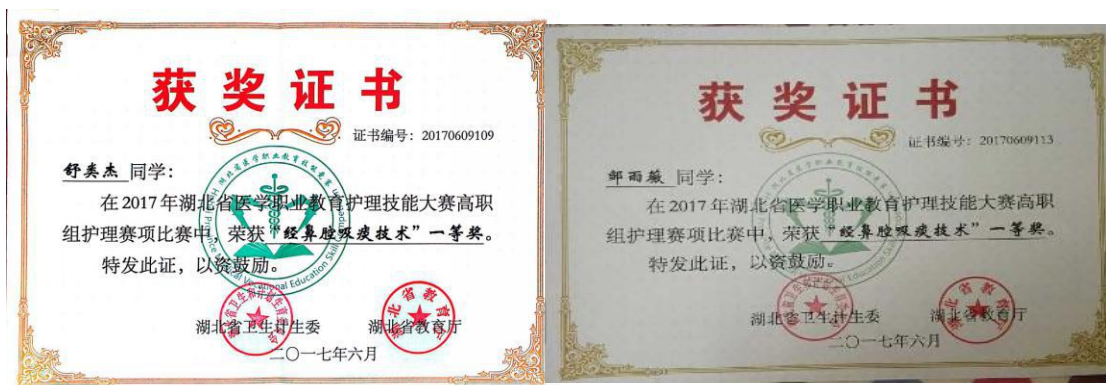 获奖证书
证书编号：20170609109
舒类杰 同学：
在2017年湖北省医学职业教育护理技能大赛高职
组护理赛项比赛中，荣获“经鼻腔吸痰技术”一等奖。
特发此证，以资鼓励。
湖北省卫生计生委 湖北省教育厅
二〇一七年六月
获奖证书
证书编号：20170609113
邹雨薇 同学：
在2017年湖北省医学职业教育护理技能大赛高职
组护理赛项比赛中，荣获“经鼻腔吸痰技术”一等奖。
特发此证，以资鼓励。
湖北省卫生计生委 湖北省教育厅
二〇一七年六月